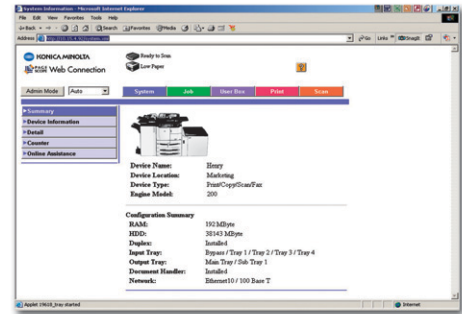 System Information - Microsoft Internet Explorer
File Edit View Favorites Tools Help
Back Search Favorites Media
Address Go Links SnagIt
KONICA MINOLTA
PAGE SCOPE Web Connection
Ready to Scan
Low Paper
Admin Mode Auto
System Job User Box Print Scan
Summary
Device Information
Detail
Counter
Online Assistance
Device Name: Henry
Device Location: Marketing
Device Type: Print/Copy/Scan/Fax
Engine Model: 200
Configuration Summary
RAM: 192 MByte
HDD: 38143 MByte
Duplex: Installed
Input Tray: Bypass / Tray 1 / Tray 2 / Tray 3 / Tray 4
Output Tray: Main Tray / Sub Tray 1
Document Handler: Installed
Network: Ethernet10 / 100 Base T
Applet started
Internet